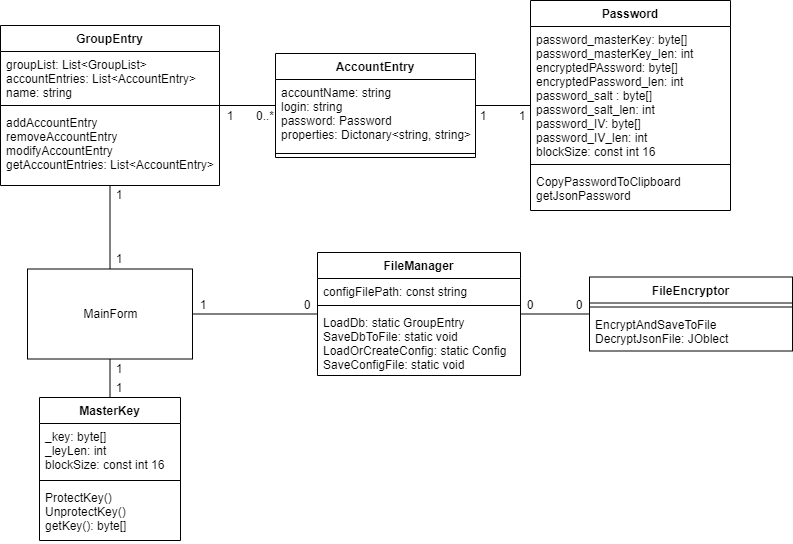 GroupEntry
groupList: List<GroupList>
accountEntries: List<AccountEntry>
name: string
addAccountEntry
removeAccountEntry
modifyAccountEntry
getAccountEntries: List<AccountEntry>
1
0..*
AccountEntry
accountName: string
login: string
password: Password
properties: Dictonary<string, string>
1
1
Password
password_masterKey: byte[]
password_masterKey_len: int
encryptedPAssword: byte[]
encryptedPassword_len: int
password_salt : byte[]
password_salt_len: int
password_IV: byte[]
password_IV_len: int
blockSize: const int 16
CopyPasswordToClipboard
getJsonPassword
1
1
MainForm
1
0
FileManager
configFilePath: const string
LoadDb: static GroupEntry
SaveDbToFile: static void
LoadOrCreateConfig: static Config
SaveConfigFile: static void
0
0
FileEncryptor
EncryptAndSaveToFile
DecryptJsonFile: JOblect
1
1
MasterKey
_key: byte[]
_leyLen: int
blockSize: const int 16
ProtectKey()
UnprotectKey()
getKey(): byte[]